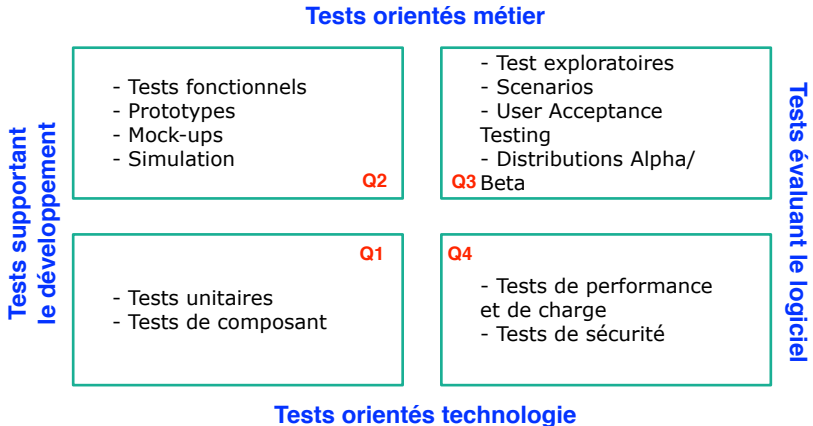 Tests orientés métier
Tests supportant
le développement
- Tests fonctionnels
- Prototypes
- Mock-ups
- Simulation
Q2
- Test exploratoires
- Scenarios
- User Acceptance
Testing
- Distributions Alpha/
Q3 Beta
Tests évaluant le logiciel
Q1
- Tests unitaires
- Tests de composant
Q4
- Tests de performance
et de charge
- Tests de sécurité
Tests orientés technologie